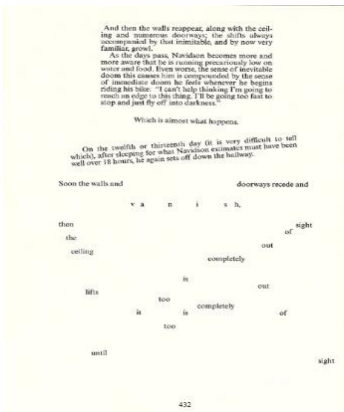 And then the walls reappear, along with the ceil-
ing and numerous doorways; the shifts always
accompanied by that inimitable, and by now very
familiar, growl.
As the days pass, Navidson becomes more and
more aware that he is running precariously low on
water and food. Even worse, the sense of inevitable
doom this causes him is compounded by the sense
of immediate doom he feels whenever he begins
riding his bike: "I can't help thinking I'm going to
reach an edge to this thing. I'll be going too fast to
stop and just fly off into darkness."
Which is almost what happens.
On the twelfth or thirteenth day (it is very difficult to tell
which), after sleeping for what Navidson estimates must have been
well over 18 hours, he again sets off down the hallway.
Soon the walls and doorways recede and
v a n i s h,
then sight
of
the
out
ceiling
completely
is
out
lifts
too
completely
is is of
too
until
sight
432